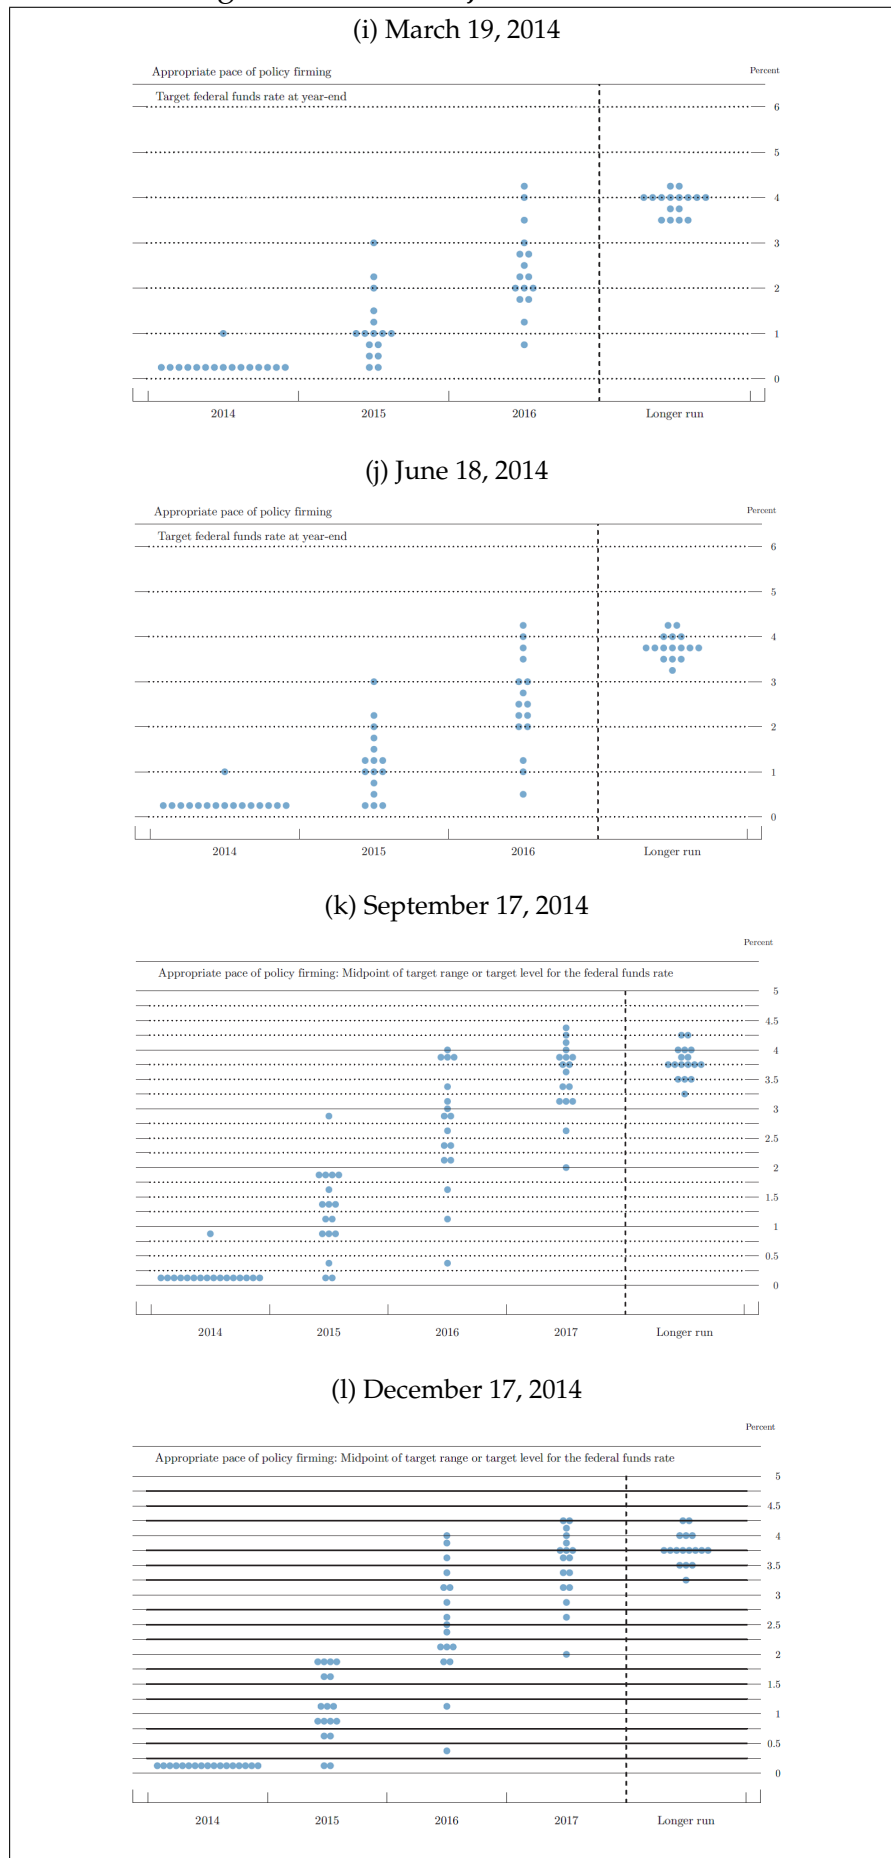 (i) March 19, 2014
Appropriate pace of policy firming
Percent
Target federal funds rate at year-end
6
5
4
3
2
1
0
2014 2015 2016 Longer run
(j) June 18, 2014
Appropriate pace of policy firming
Percent
Target federal funds rate at year-end
6
5
4
3
2
1
0
2014 2015 2016 Longer run
(k) September 17, 2014
Percent
Appropriate pace of policy firming: Midpoint of target range or target level for the federal funds rate
5
4.5
4
3.5
3
2.5
2
1.5
1
0.5
0
2014 2015 2016 2017 Longer run
(l) December 17, 2014
Percent
Appropriate pace of policy firming: Midpoint of target range or target level for the federal funds rate
5
4.5
4
3.5
3
2.5
2
1.5
1
0.5
0
2014 2015 2016 2017 Longer run